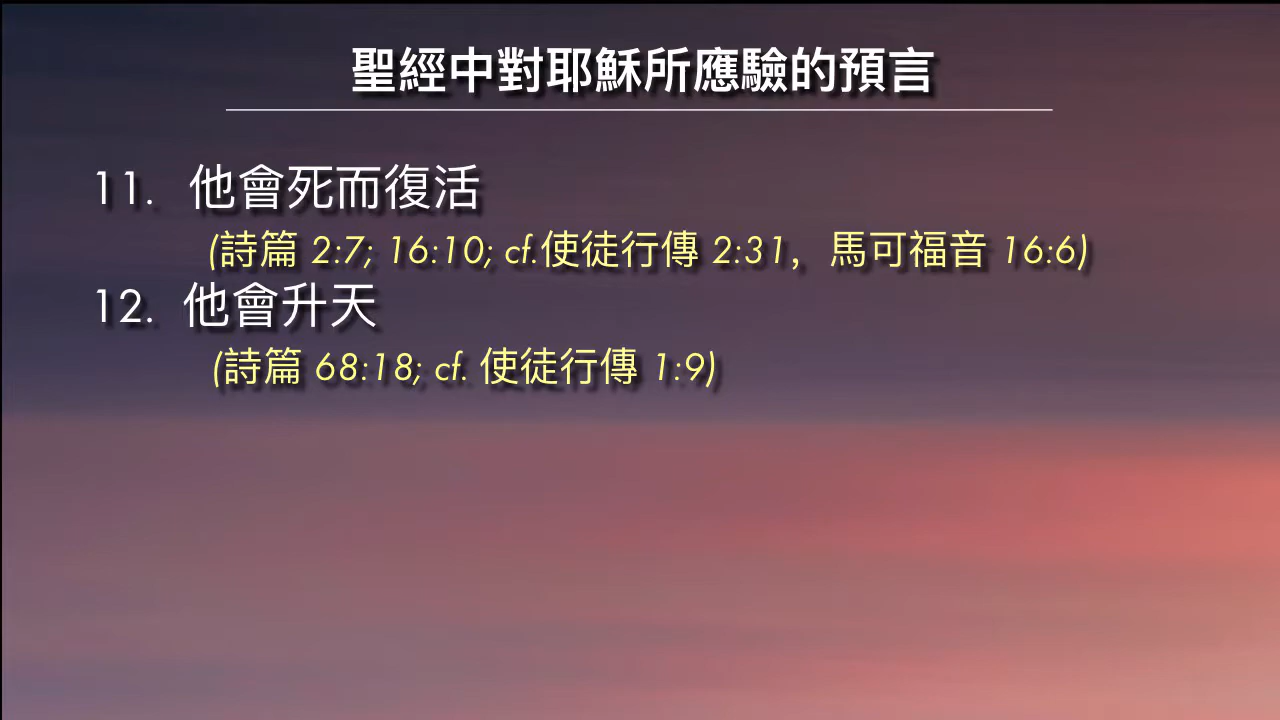 聖經中對耶穌所應驗的預言
11. 他會死而復活
(詩篇 2:7; 16:10; cf.使徒行傳 2:31，馬可福音 16:6)
12. 他會升天
(詩篇 68:18; cf. 使徒行傳 1:9)